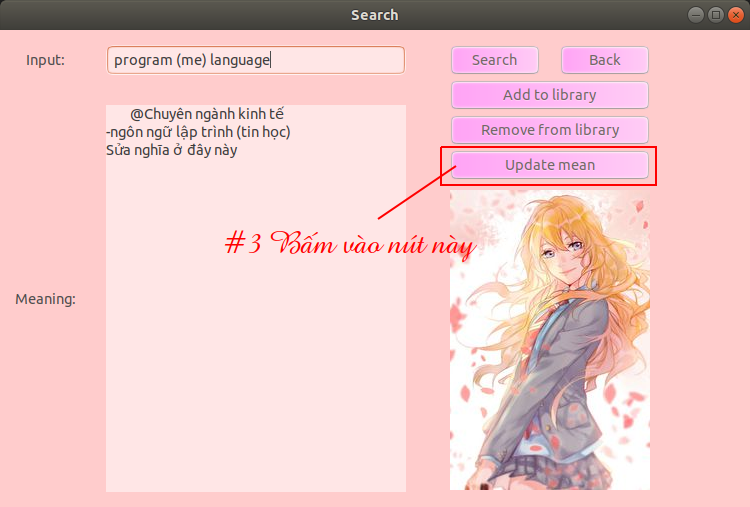 Search
Input:
program (me) language
Search
Back
Add to library
Remove from library
Update mean
Meaning:
@Chuyên ngành kinh tế
-ngôn ngữ lập trình (tin học)
Sửa nghĩa ở đây này
#3 Bấm vào nút này